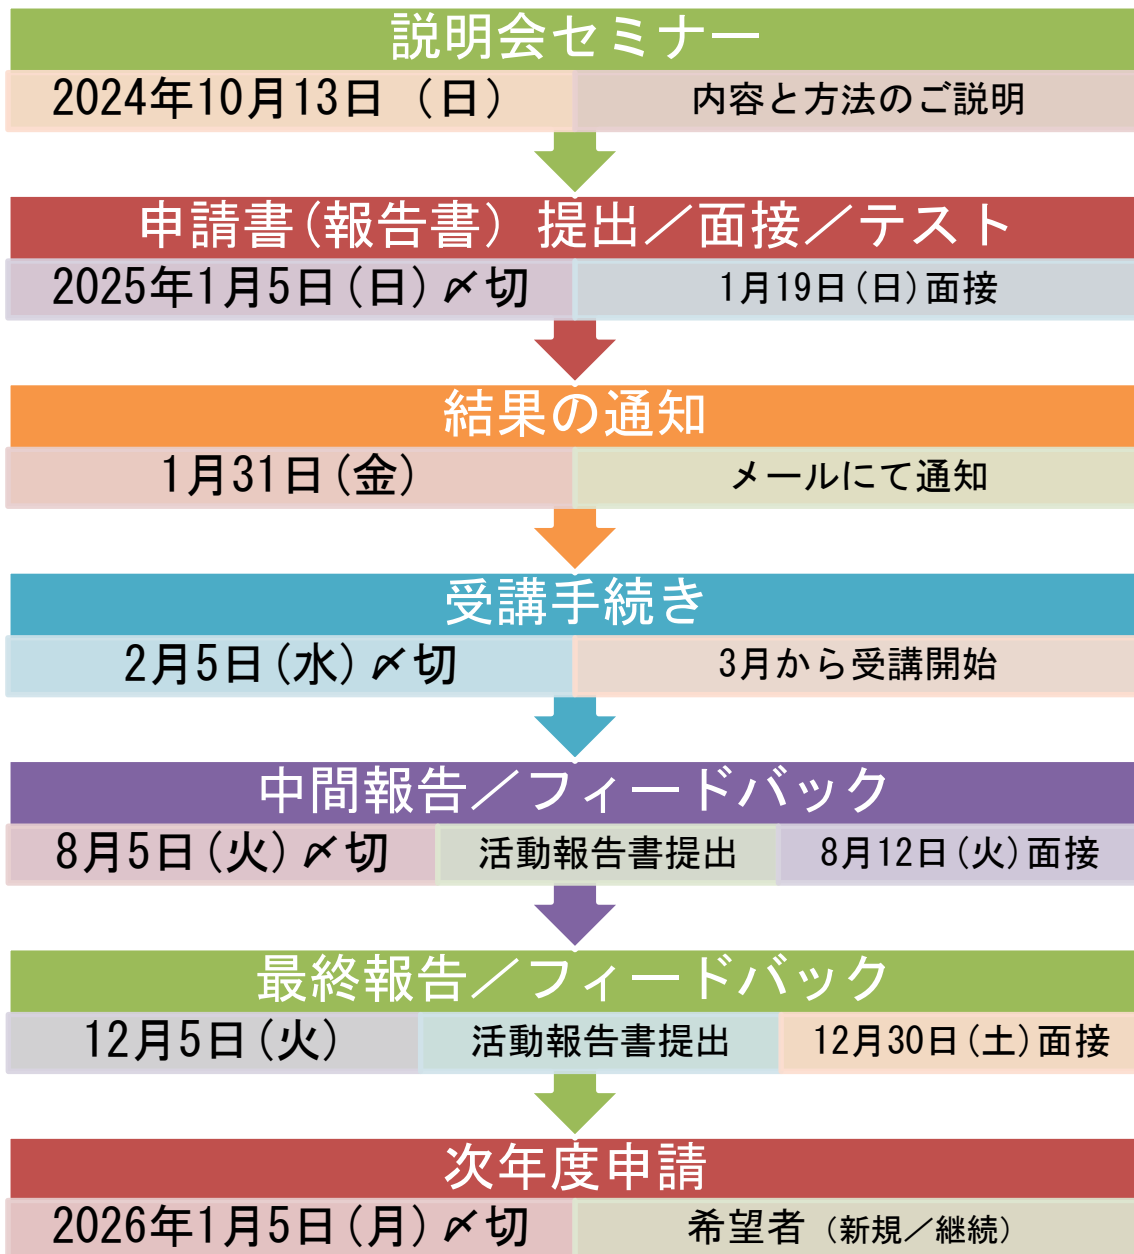 説明会セミナー
2024年10月13日（日） 内容と方法のご説明
申請書(報告書）提出／面接／テスト
2025年1月5日(日)〆切 1月19日(日)面接
結果の通知
1月31日(金) メールにて通知
受講手続き
2月5日(水)〆切 3月から受講開始
中間報告／フィードバック
8月5日(火)〆切 活動報告書提出 8月12日(火)面接
最終報告／フィードバック
12月5日(火) 活動報告書提出 12月30日(土)面接
次年度申請
2026年1月5日(月)〆切 希望者（新規／継続）